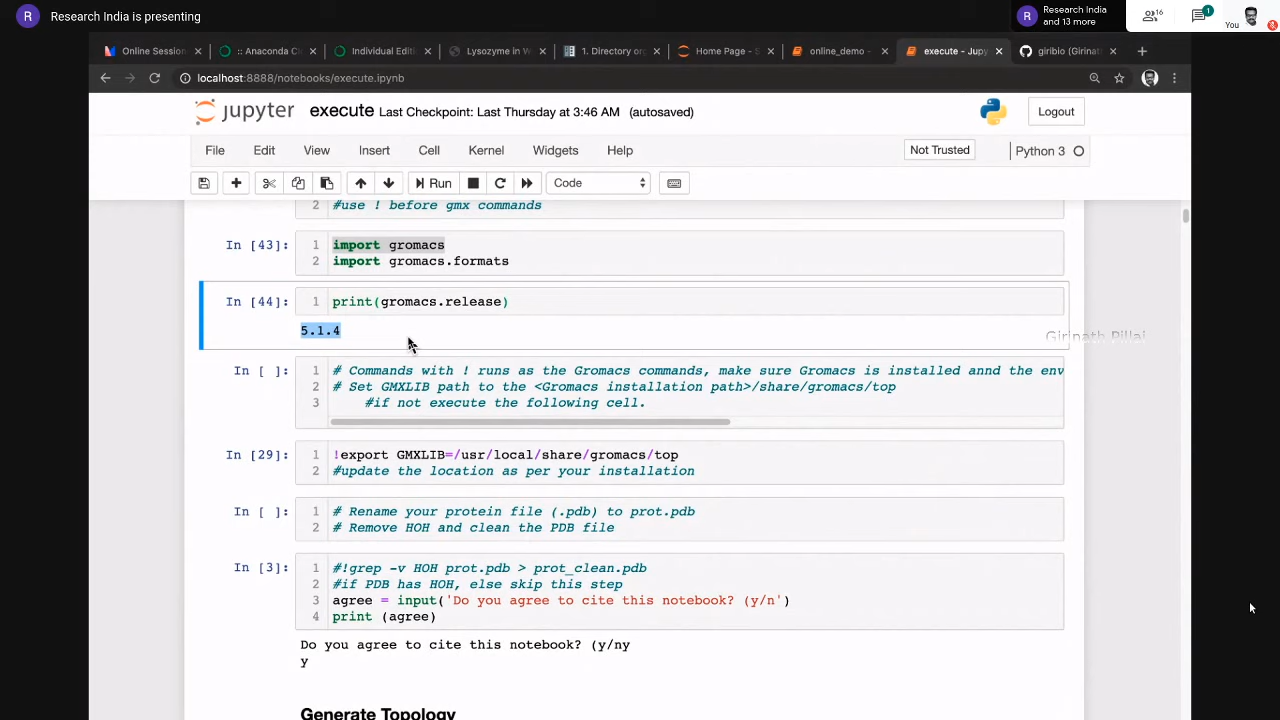 R Research India is presenting
R Research India and 13 more
16
1
You
Online Session
:: Anaconda C
Individual Editi
Lysozyme in W
1. Directory or
Home Page - S
online_demo -
execute - Jupy
giribio (Girinat
localhost:8888/notebooks/execute.ipynb
jupyter execute Last Checkpoint: Last Thursday at 3:46 AM (autosaved)
Logout
File Edit View Insert Cell Kernel Widgets Help
Not Trusted
Python 3
Run
Code
2 #use ! before gmx commands
In [43]: 1 import gromacs
2 import gromacs.formats
In [44]: 1 print(gromacs.release)
5.1.4
Girinath Pillai
In [ ]: 1 # Commands with ! runs as the Gromacs commands, make sure Gromacs is installed annd the env
2 # Set GMXLIB path to the <Gromacs installation path>/share/gromacs/top
3 #if not execute the following cell.
In [29]: 1 !export GMXLIB=/usr/local/share/gromacs/top
2 #update the location as per your installation
In [ ]: 1 # Rename your protein file (.pdb) to prot.pdb
2 # Remove HOH and clean the PDB file
In [3]: 1 #!grep -v HOH prot.pdb > prot_clean.pdb
2 #if PDB has HOH, else skip this step
3 agree = input('Do you agree to cite this notebook? (y/n')
4 print (agree)
Do you agree to cite this notebook? (y/ny
y
Generate Topology